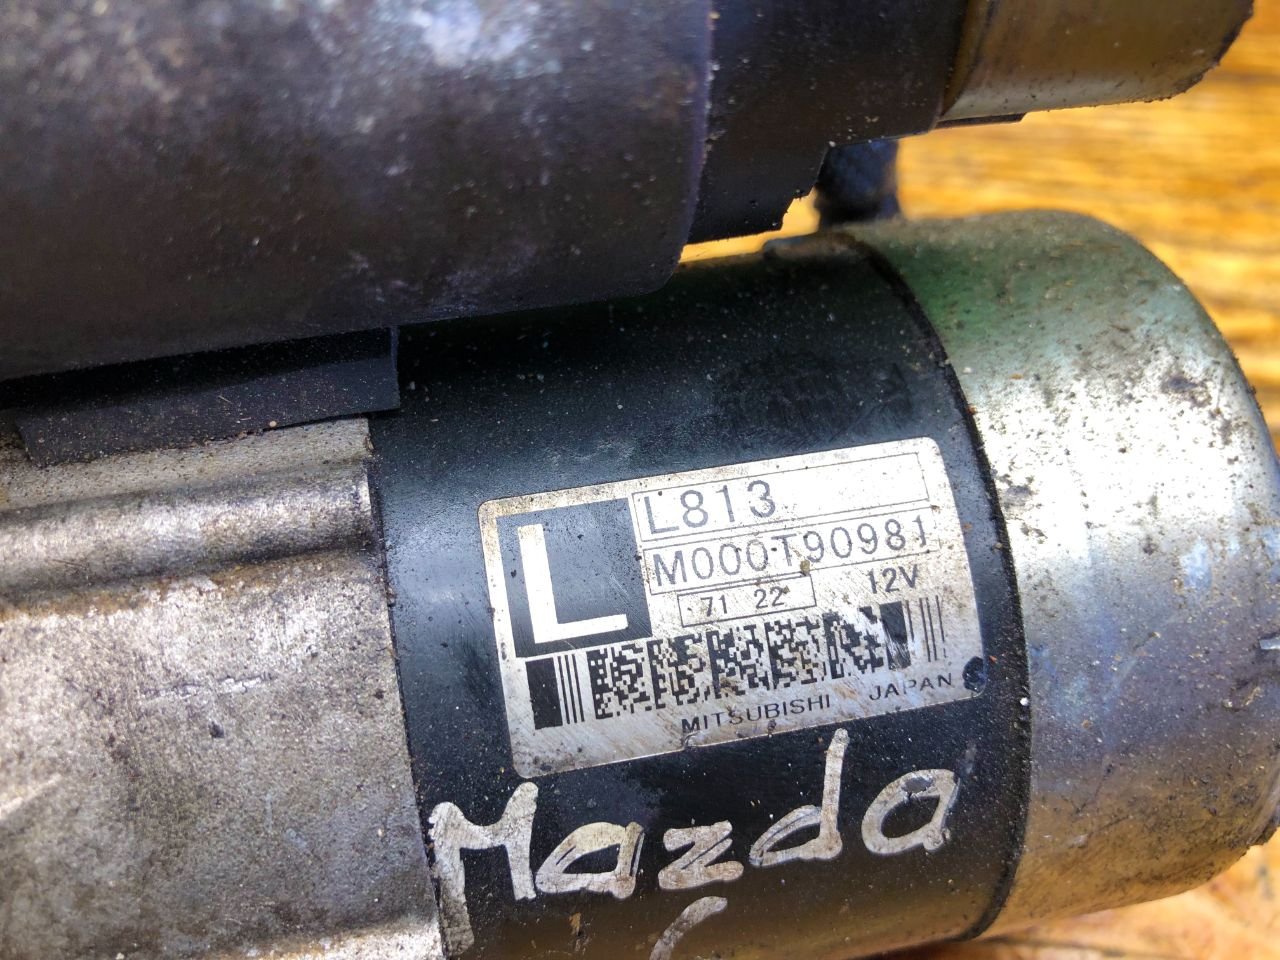 L
L813
M000T90981
71 22
12V
MITSUBISHI JAPAN
Mazda